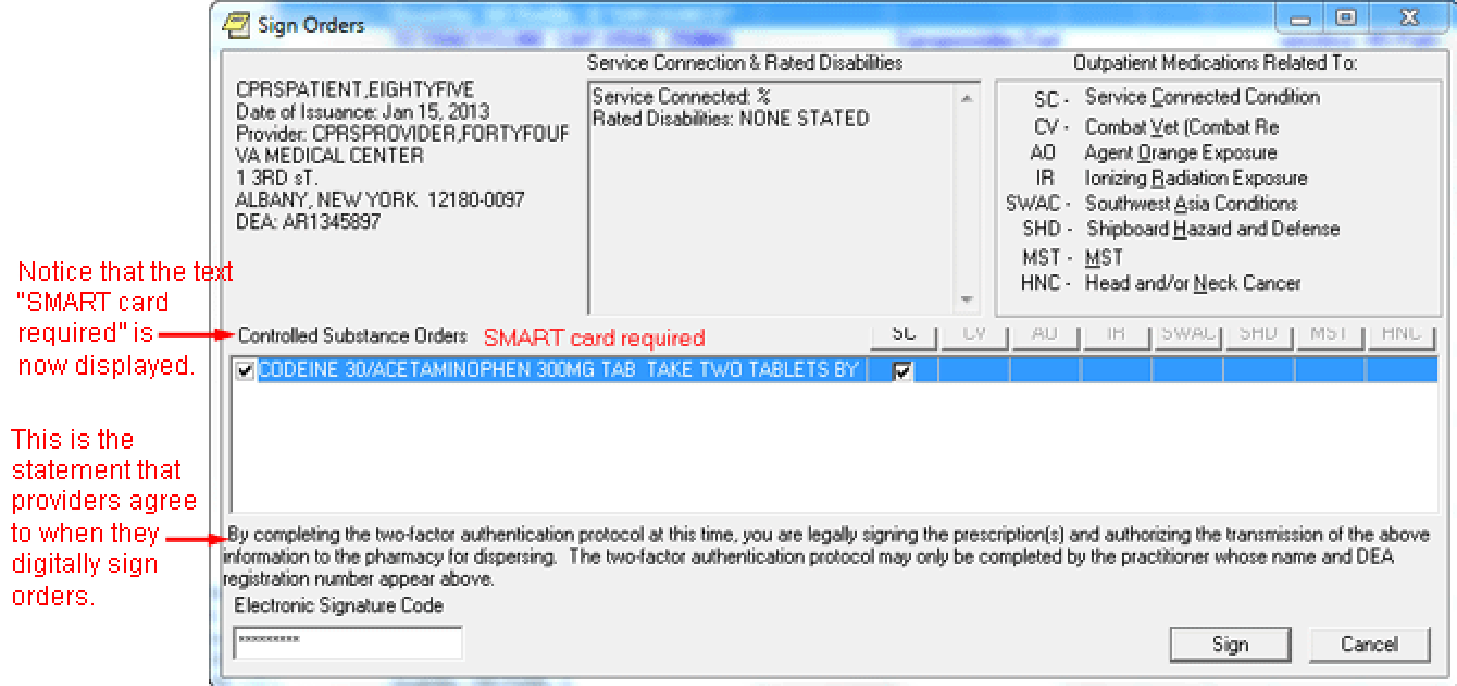 Sign Orders
CPRSPATIENT,EIGHTYFIVE
Date of Issuance: Jan 15, 2013
Provider: CPRSPROVIDER,FORTYFOUF
VA MEDICAL CENTER
1 3RD sT.
ALBANY, NEW YORK 12180-0097
DEA: AR1345897
Service Connection & Rated Disabilities
Service Connected: %
Rated Disabilities: NONE STATED
Outpatient Medications Related To:
SC - Service Connected Condition
CV - Combat Vet (Combat Re
AO Agent Orange Exposure
IR Ionizing Radiation Exposure
SWAC - Southwest Asia Conditions
SHD - Shipboard Hazard and Defense
MST - MST
HNC - Head and/or Neck Cancer
Notice that the text
"SMART card
required" is
now displayed.
Controlled Substance Orders SMART card required SC CV AO IR SWAC SHD MST HNC
CODEINE 30/ACETAMINOPHEN 300MG TAB TAKE TWO TABLETS BY
This is the
statement that
providers agree
to when they
digitally sign
orders.
By completing the two-factor authentication protocol at this time, you are legally signing the prescription(s) and authorizing the transmission of the above
information to the pharmacy for dispersing. The two-factor authentication protocol may only be completed by the practitioner whose name and DEA
registration number appear above.
Electronic Signature Code
*********
Sign Cancel